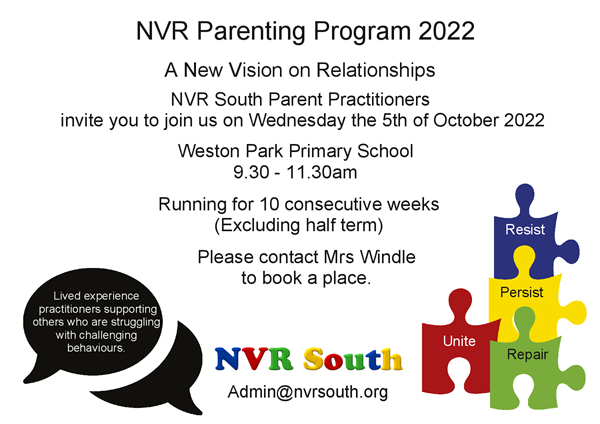 NVR Parenting Program 2022
A New Vision on Relationships
NVR South Parent Practitioners
invite you to join us on Wednesday the 5th of October 2022
Weston Park Primary School
9.30 - 11.30am
Running for 10 consecutive weeks
(Excluding half term)
Please contact Mrs Windle
to book a place.
Resist
Persist
Unite
Repair
Lived experience
practitioners supporting
others who are struggling
with challenging
behaviours.
NVR South
Admin@nvrsouth.org